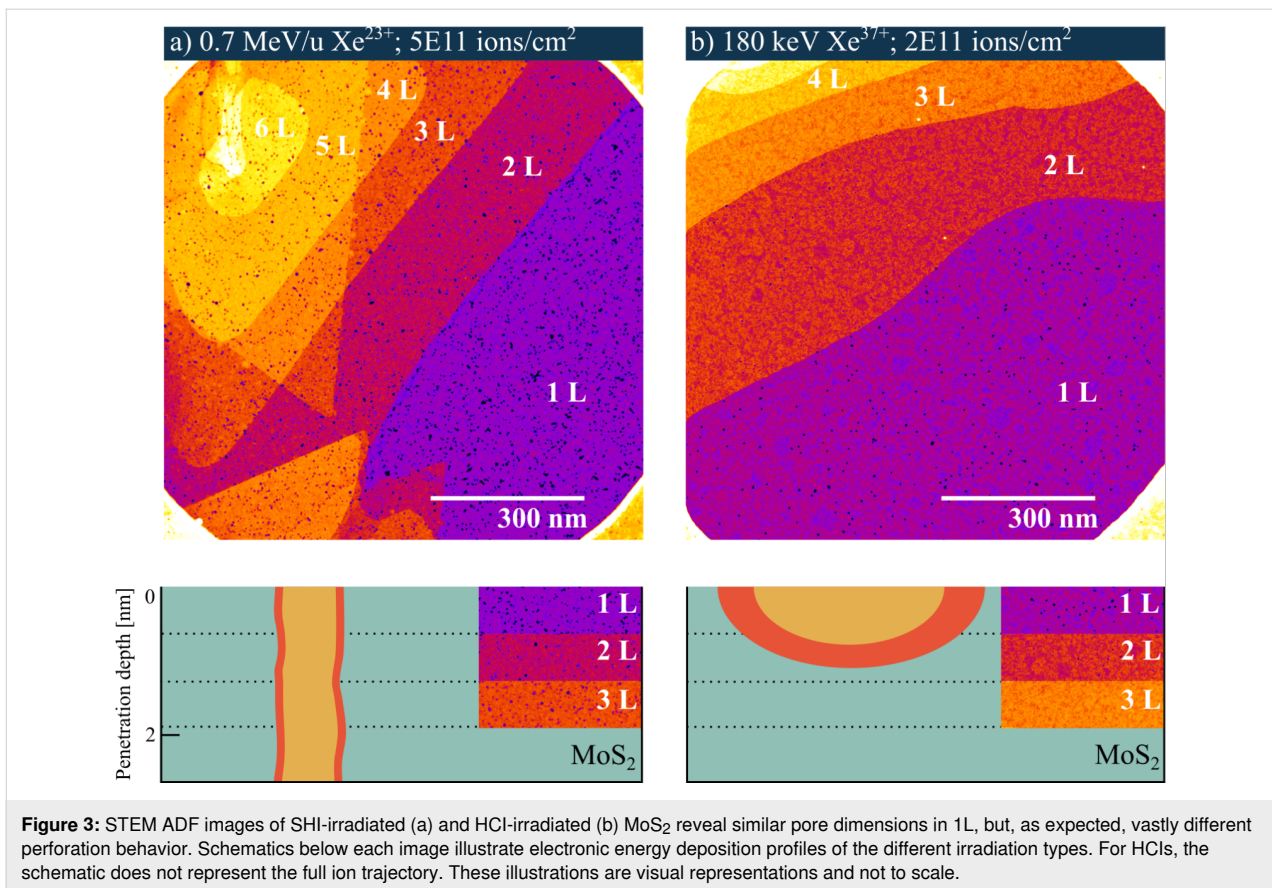 a) 0.7 MeV/u Xe23+; 5E11 ions/cm2
6 L
5 L
4 L
3 L
2 L
1 L
300 nm
b) 180 keV Xe37+; 2E11 ions/cm2
4 L
3 L
2 L
1 L
300 nm
Penetration depth [nm]
0
2
1 L
2 L
3 L
MoS2
1 L
2 L
3 L
MoS2
Figure 3: STEM ADF images of SHI-irradiated (a) and HCI-irradiated (b) MoS2 reveal similar pore dimensions in 1L, but, as expected, vastly different
perforation behavior. Schematics below each image illustrate electronic energy deposition profiles of the different irradiation types. For HCIs, the
schematic does not represent the full ion trajectory. These illustrations are visual representations and not to scale.